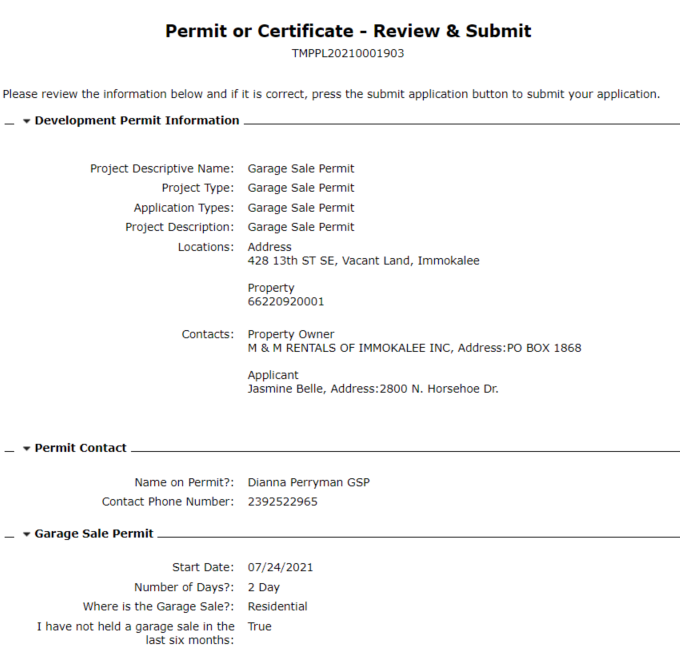 Permit or Certificate - Review & Submit
TMPPL20210001903
Please review the information below and if it is correct, press the submit application button to submit your application.
Development Permit Information
Project Descriptive Name: Garage Sale Permit
Project Type: Garage Sale Permit
Application Types: Garage Sale Permit
Project Description: Garage Sale Permit
Locations: Address
428 13th ST SE, Vacant Land, Immokalee
Property
66220920001
Contacts: Property Owner
M & M RENTALS OF IMMOKALEE INC, Address:PO BOX 1868
Applicant
Jasmine Belle, Address:2800 N. Horsehoe Dr.
Permit Contact
Name on Permit?: Dianna Perryman GSP
Contact Phone Number: 2392522965
Garage Sale Permit
Start Date: 07/24/2021
Number of Days?: 2 Day
Where is the Garage Sale?: Residential
I have not held a garage sale in the True
last six months: